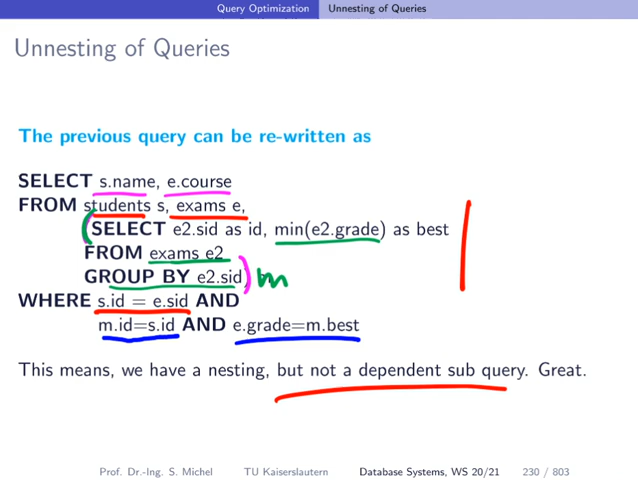 Query Optimization Unnesting of Queries
Unnesting of Queries
The previous query can be re-written as
SELECT s.name, e.course
FROM students s, exams e,
(SELECT e2.sid as id, min(e2.grade) as best
FROM exams e2
GROUP BY e2.sid) m
WHERE s.id = e.sid AND
m.id=s.id AND e.grade=m.best
This means, we have a nesting, but not a dependent sub query. Great.
Prof. Dr.-Ing. S. Michel TU Kaiserslautern Database Systems, WS 20/21 230 / 803